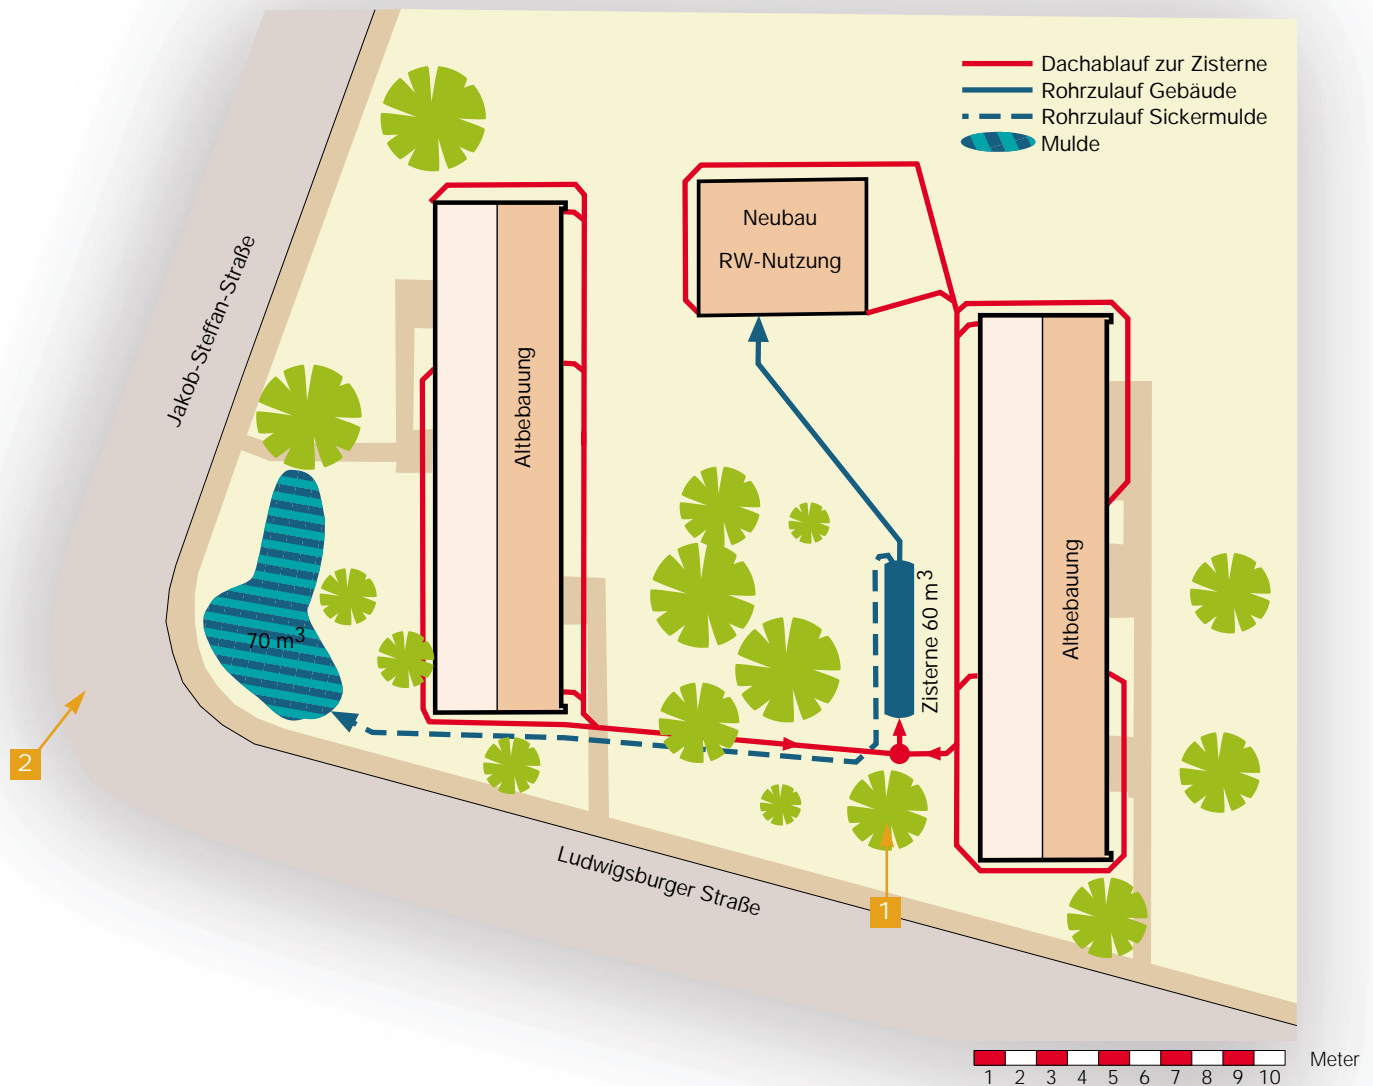 Dachablauf zur Zisterne
Rohrzulauf Gebäude
Rohrzulauf Sickermulde
Mulde
Neubau
RW-Nutzung
Jakob-Steffan-Straße
Altbebauung
Altbebauung
Zisterne 60 m³
70 m³
2
1
Ludwigsburger Straße
Meter
1 2 3 4 5 6 7 8 9 10